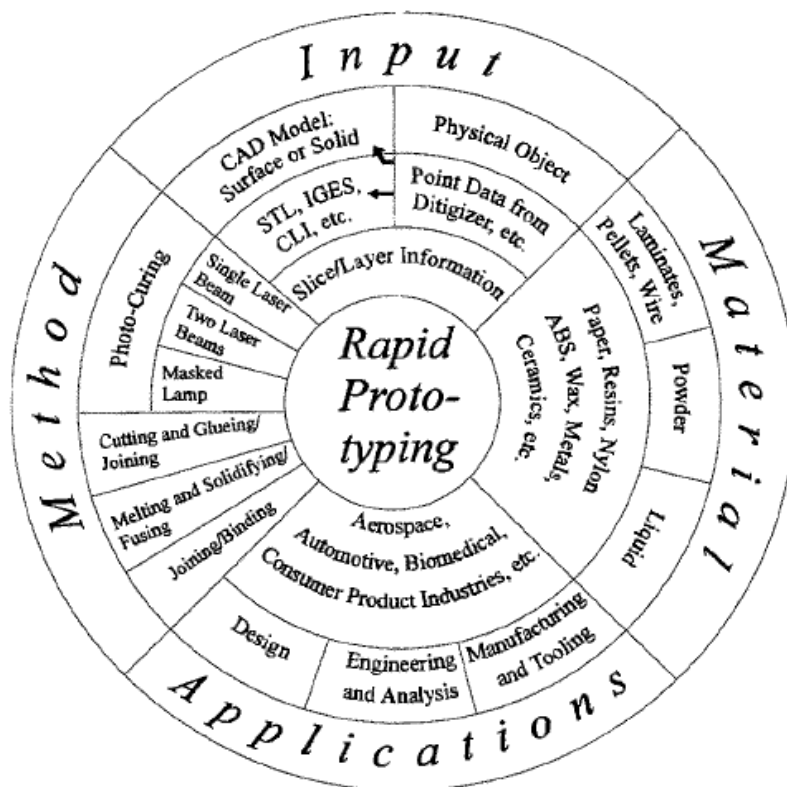 Input
CAD Model:
Surface or Solid
Physical Object
STL, IGES,
CLI, etc.
Point Data from
Ditigizer, etc.
Slice/Layer Information
Material
Laminates,
Pellets, Wire
Powder
Liquid
Paper, Resins, Nylon
ABS, Wax, Metals,
Ceramics, etc.
Rapid
Proto-
typing
Method
Photo-Curing
Single Laser
Beam
Two Laser
Beams
Masked
Lamp
Cutting and Glueing/
Joining
Melting and Solidifying/
Fusing
Joining/Binding
Aerospace,
Automotive, Biomedical,
Consumer Product Industries, etc.
Design
Engineering
and Analysis
Manufacturing
and Tooling
Applications